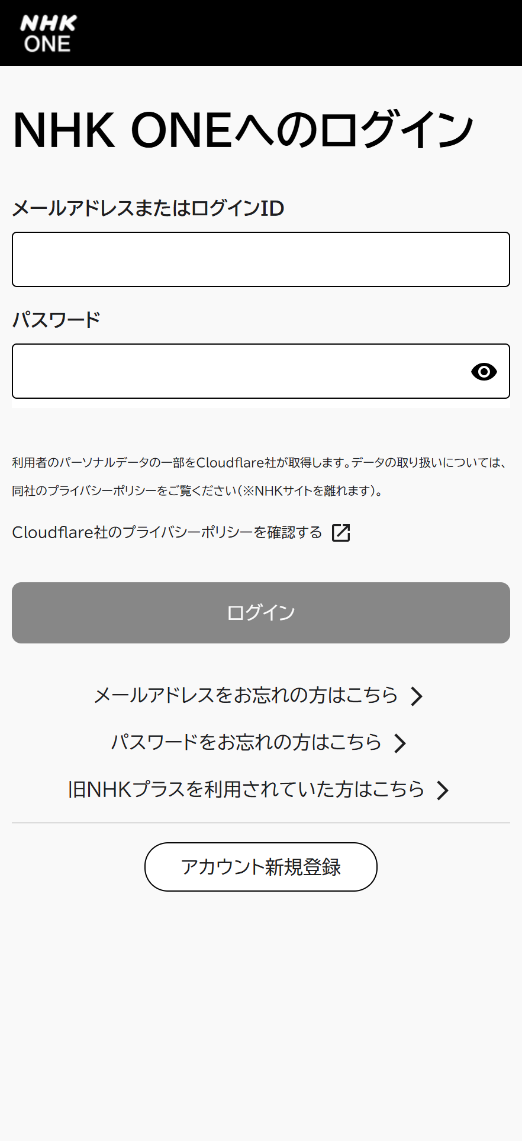 NHK
ONE
NHK ONEへのログイン
メールアドレスまたはログインID
パスワード
利用者のパーソナルデータの一部をCloudflare社が取得します。データの取り扱いについては、
同社のプライバシーポリシーをご覧ください（※NHKサイトを離れます）。
Cloudflare社のプライバシーポリシーを確認する
ログイン
メールアドレスをお忘れの方はこちら
パスワードをお忘れの方はこちら
旧NHKプラスを利用されていた方はこちら
アカウント新規登録